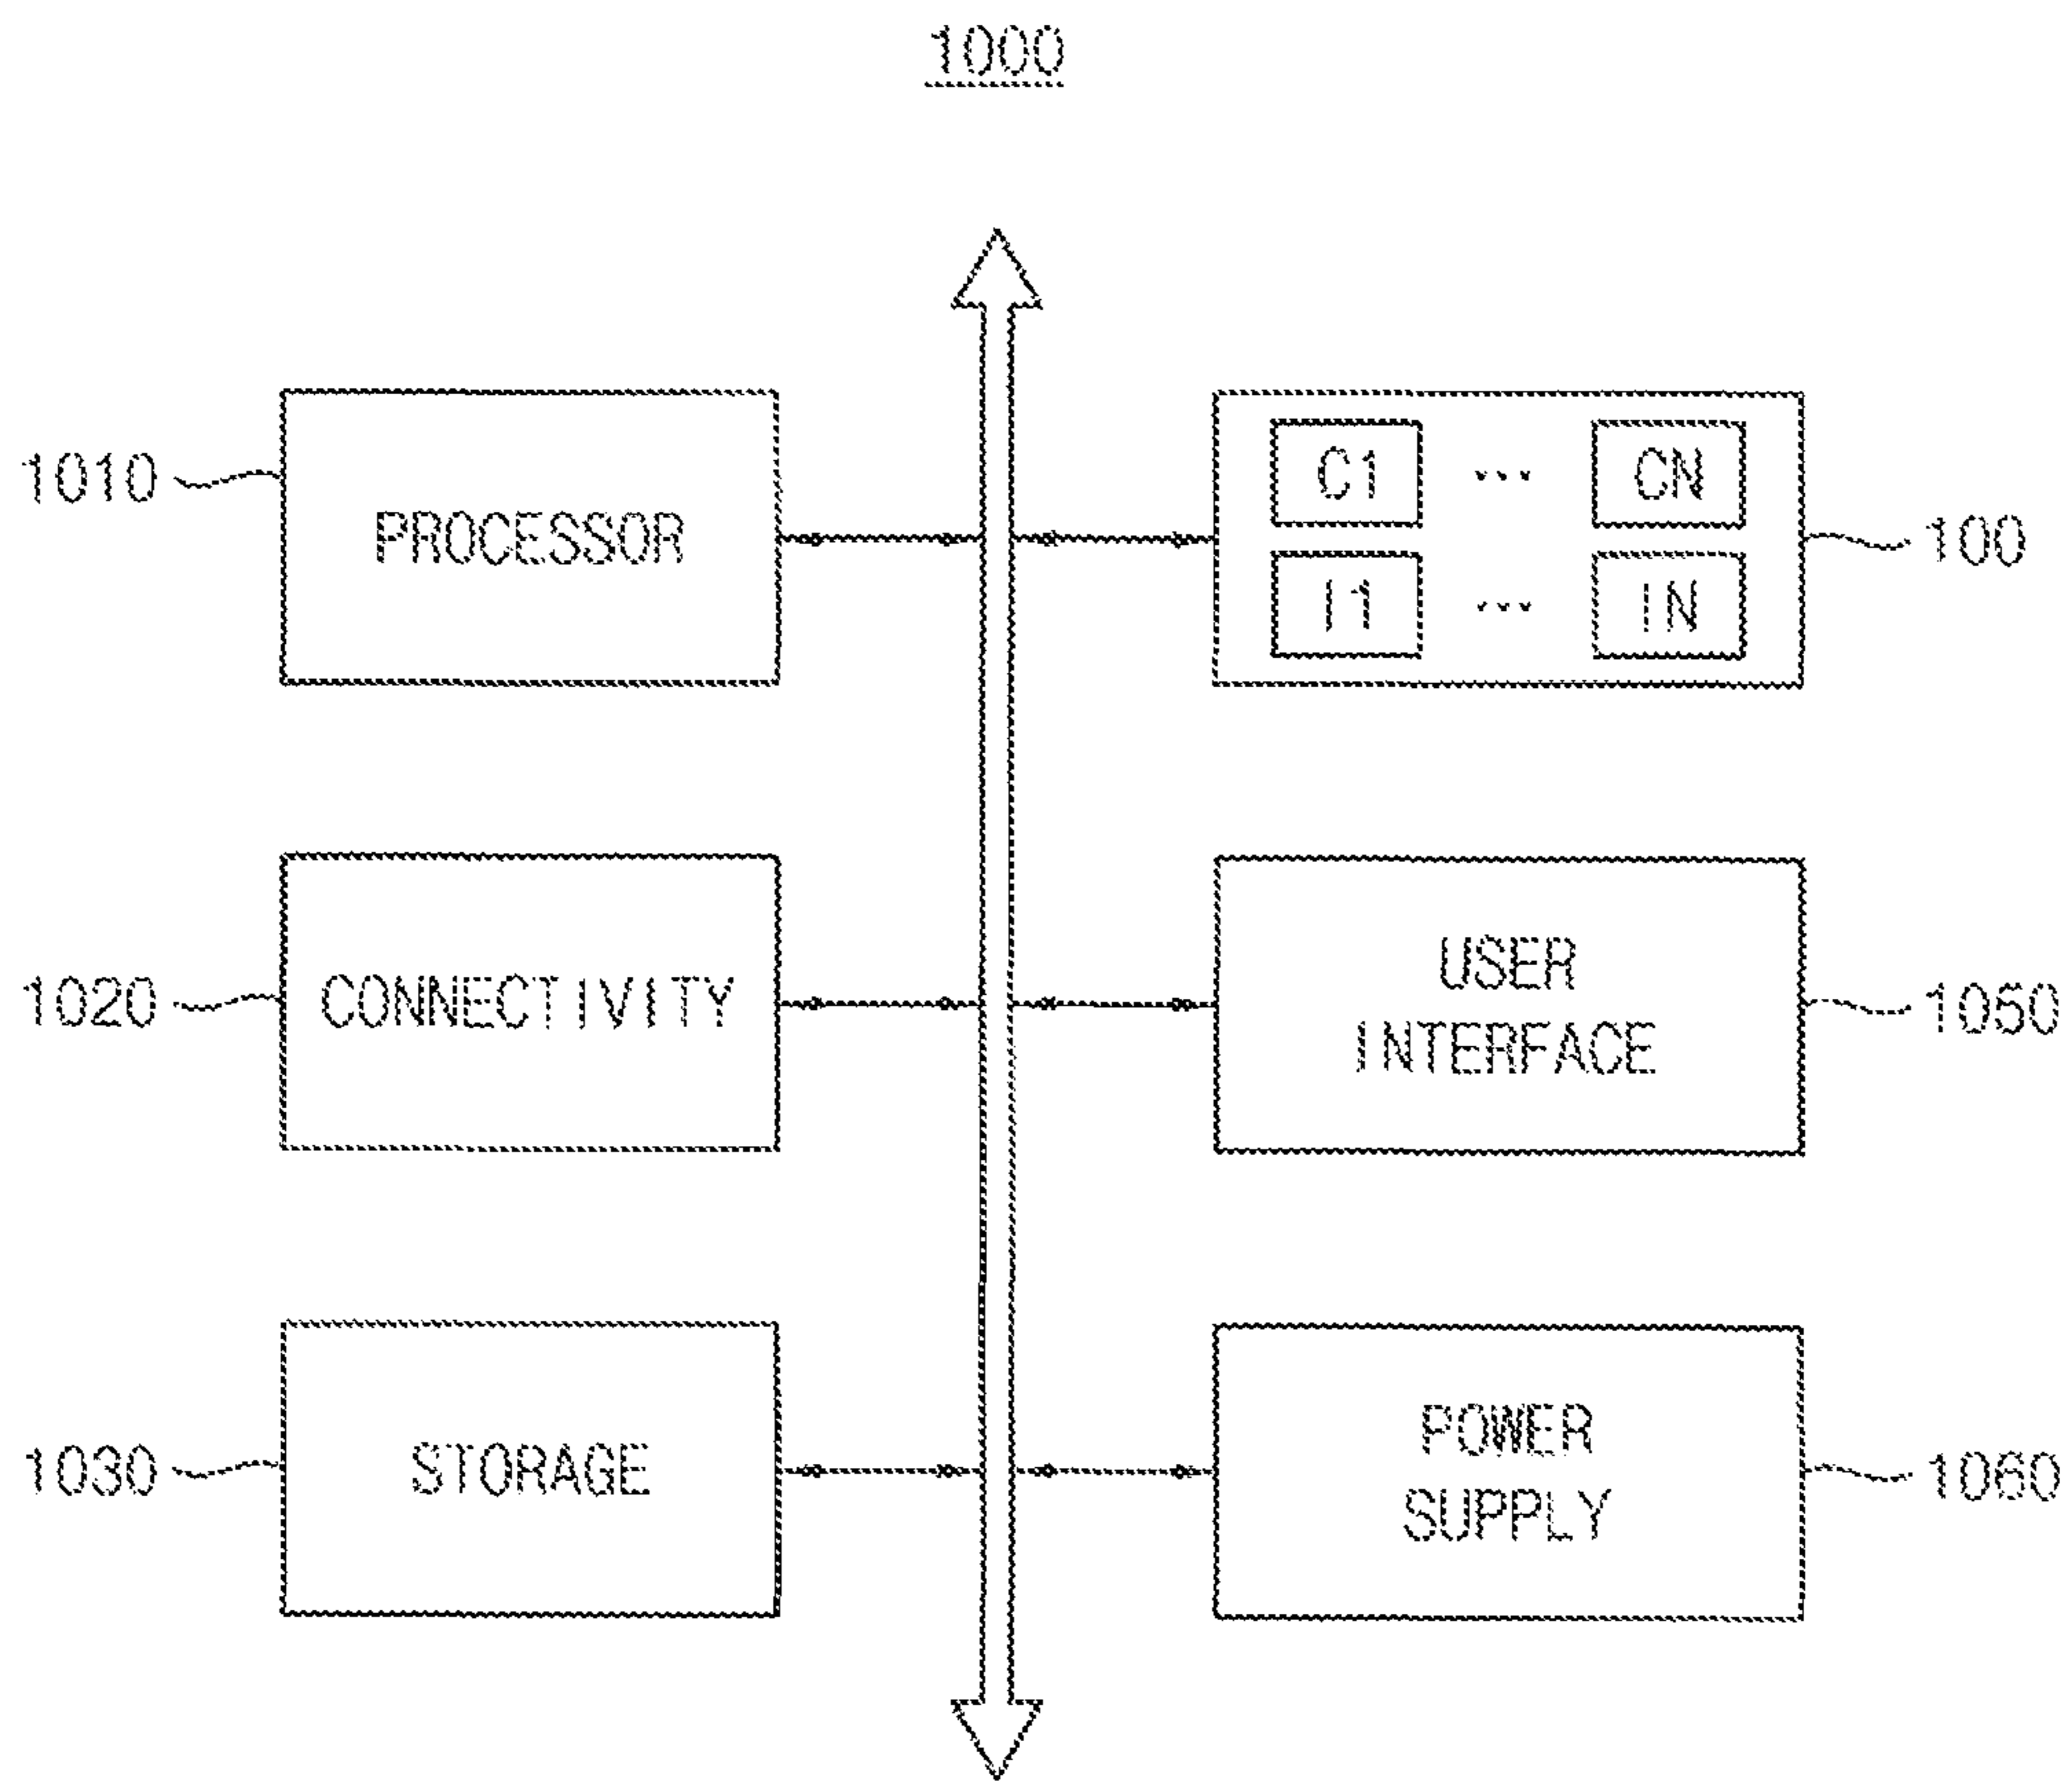 1000
1010
PROCESSOR
C1 ... CN
I1 ... IN
100
1020
CONNECTIVITY
USER
INTERFACE
1050
1030
STORAGE
POWER
SUPPLY
1060